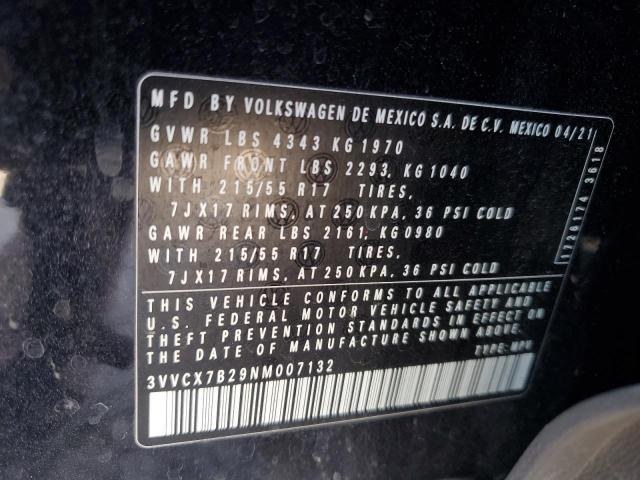 MFD BY VOLKSWAGEN DE MEXICO S.A. DE C.V. MEXICO 04/21
GVWR LBS 4343 KG 1970
GAWR FRONT LBS 2293, KG 1040
WITH 215/55 R17 TIRES,
7JX17 RIMS, AT 250 KPA, 36 PSI COLD
GAWR REAR LBS 2161, KG0980
WITH 215/55 R17 TIRES,
7JX17 RIMS, AT 250 KPA, 36 PSI COLD
1726174 3618
THIS VEHICLE CONFORMS TO ALL APPLICABLE
U.S. FEDERAL MOTOR VEHICLE SAFETY AND
THEFT PREVENTION STANDARDS IN EFFECT ON
THE DATE OF MANUFACTURE SHOWN ABOVE.
3VVCX7B29NM007132 TYPE: MPV